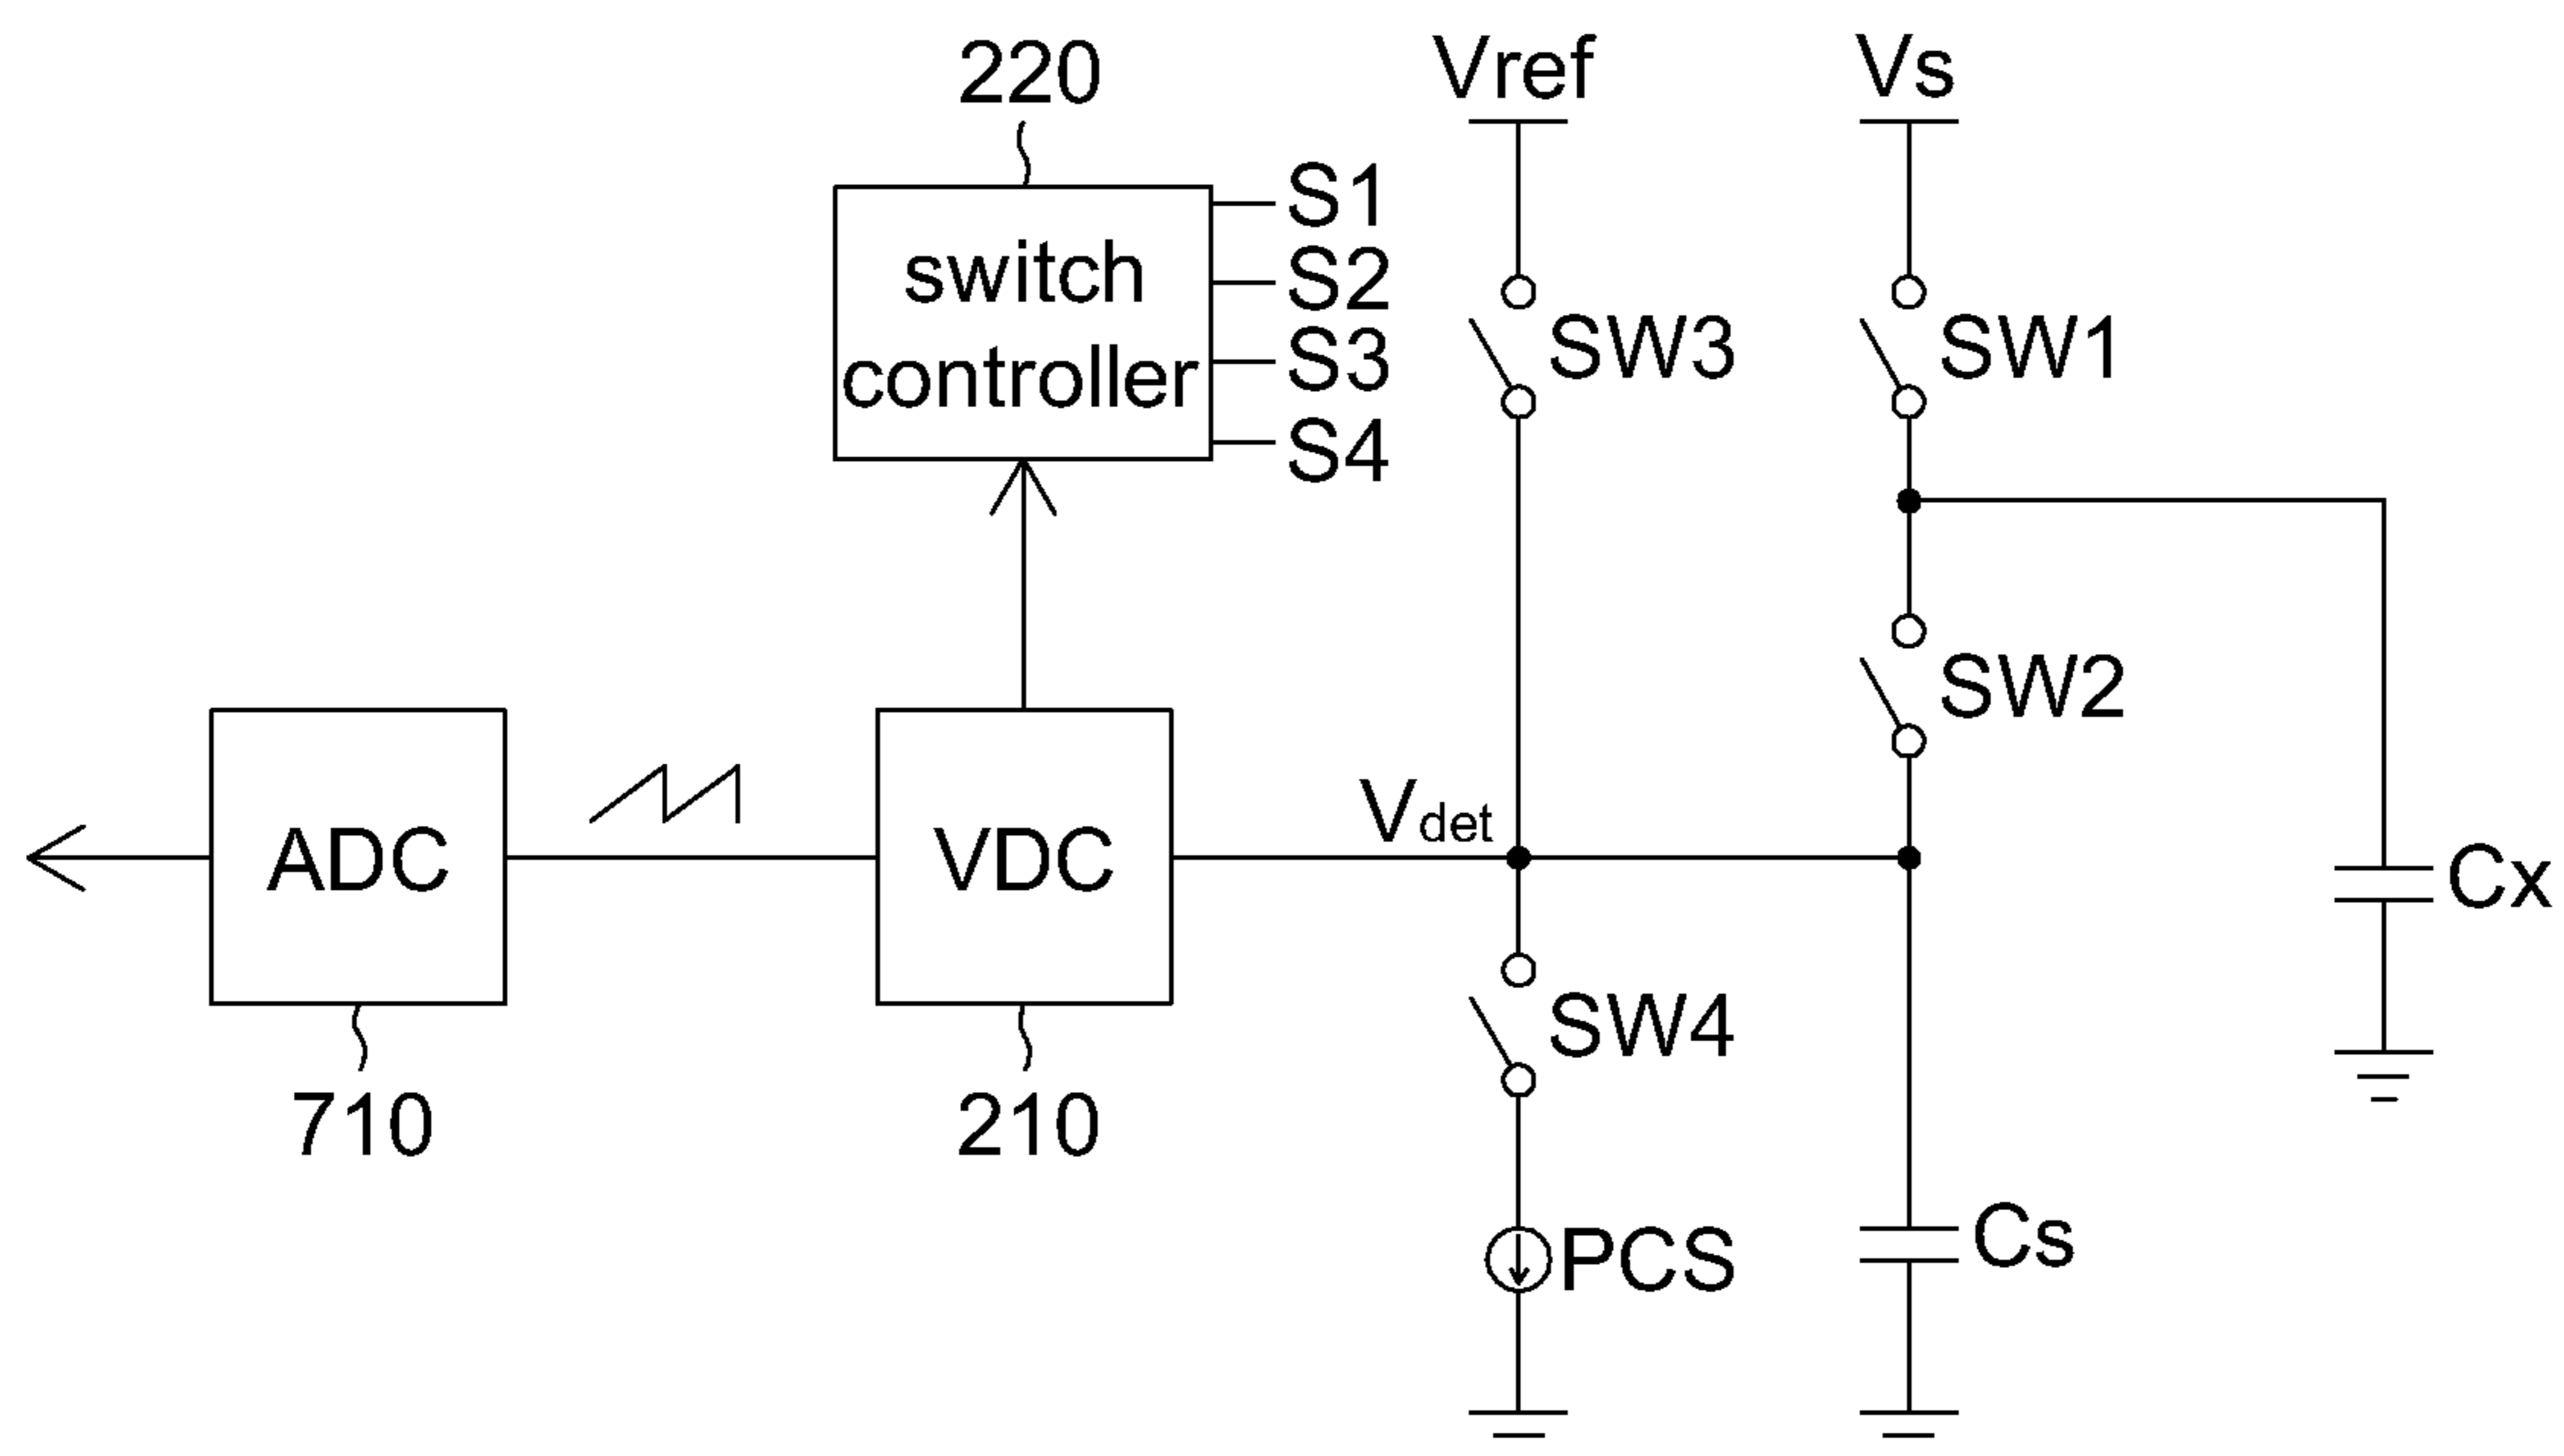 220
Vref
Vs
S1
S2
S3
S4
switch
controller
SW3
SW1
SW2
Vdet
ADC
VDC
Cx
SW4
710
210
PCS
Cs